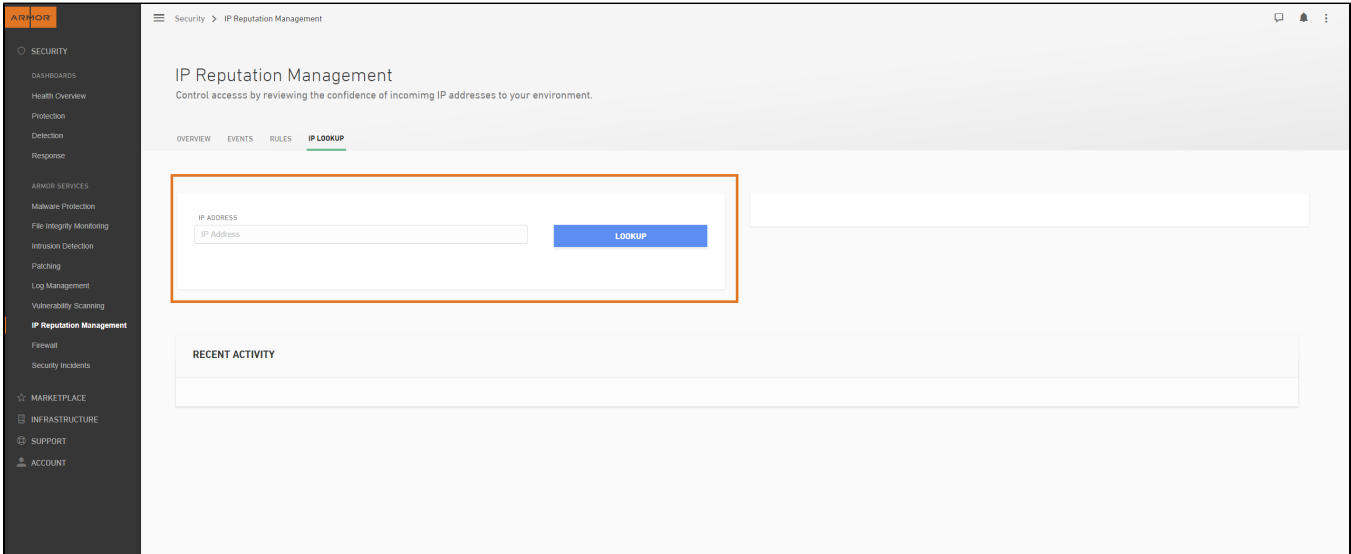 ARMOR
Security > IP Reputation Management
SECURITY
DASHBOARDS
Health Overview
Protection
Detection
Response
ARMOR SERVICES
Malware Protection
File Integrity Monitoring
Intrusion Detection
Patching
Log Management
Vulnerability Scanning
IP Reputation Management
Firewall
Security Incidents
MARKETPLACE
INFRASTRUCTURE
SUPPORT
ACCOUNT
IP Reputation Management
Control accesss by reviewing the confidence of incomimg IP addresses to your environment.
OVERVIEW EVENTS RULES IP LOOKUP
IP ADDRESS
IP Address
LOOKUP
RECENT ACTIVITY